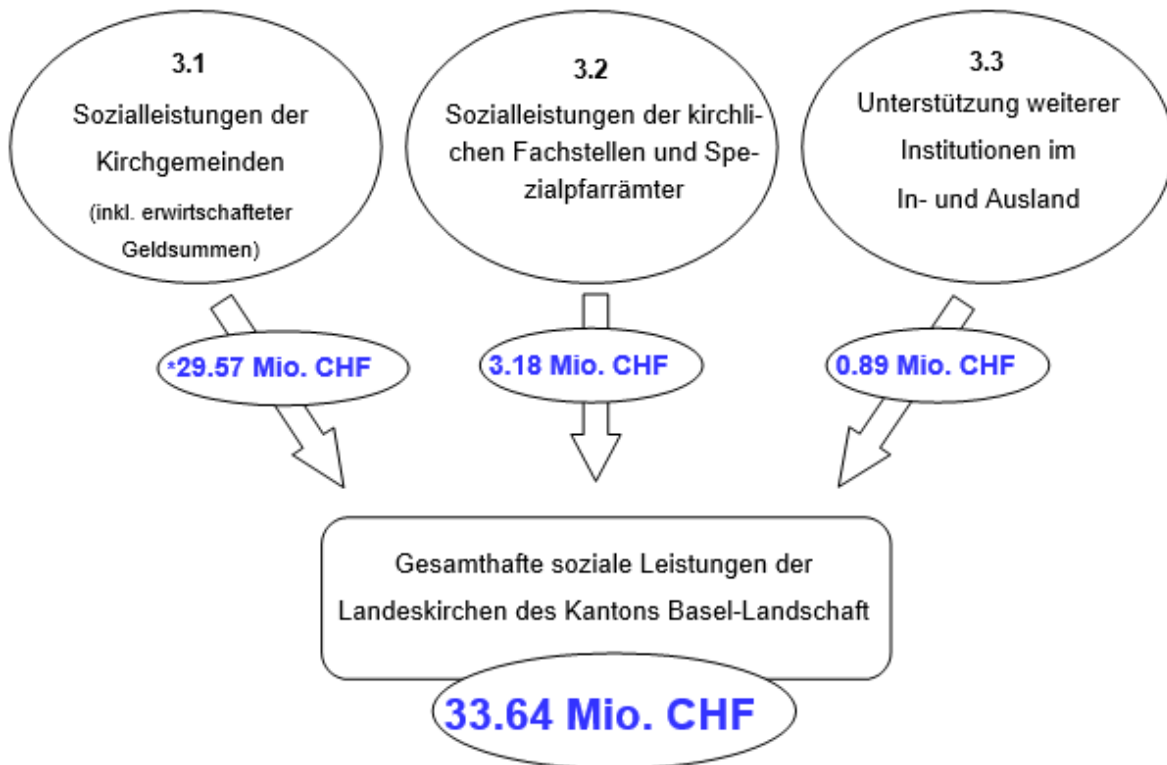 3.1
Sozialleistungen der
Kirchgemeinden
(inkl. erwirtschafteter
Geldsummen)
3.2
Sozialleistungen der kirchli-
chen Fachstellen und Spe-
zialpfarrämter
3.3
Unterstützung weiterer
Institutionen im
In- und Ausland
*29.57 Mio. CHF
3.18 Mio. CHF
0.89 Mio. CHF
Gesamthafte soziale Leistungen der
Landeskirchen des Kantons Basel-Landschaft
33.64 Mio. CHF